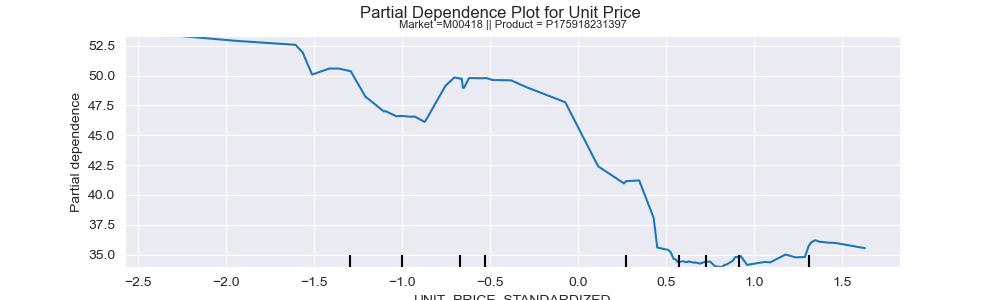 Partial Dependence Plot for Unit Price
Market =M00418 || Product = P175918231397
52.5
50.0
47.5
45.0
42.5
40.0
37.5
35.0
Partial dependence
−2.5 −2.0 −1.5 −1.0 −0.5 0.0 0.5 1.0 1.5
UNIT_PRICE_STANDARDIZED